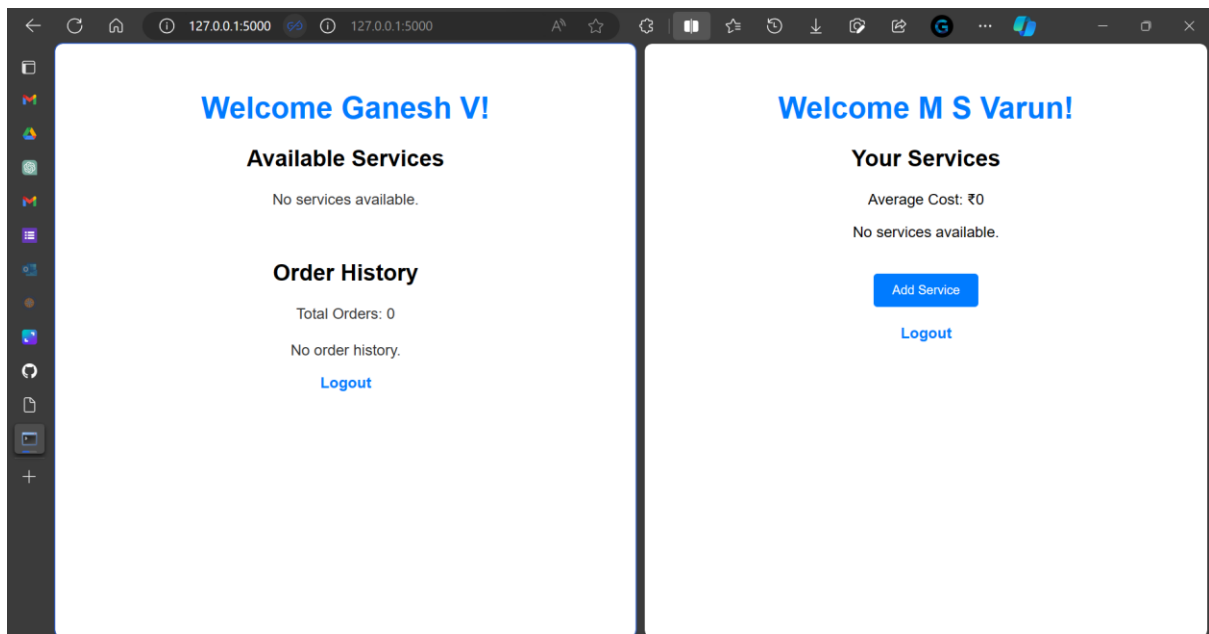 127.0.0.1:5000
127.0.0.1:5000
Welcome Ganesh V!
Available Services
No services available.
Order History
Total Orders: 0
No order history.
Logout
Welcome M S Varun!
Your Services
Average Cost: ₹0
No services available.
Add Service
Logout